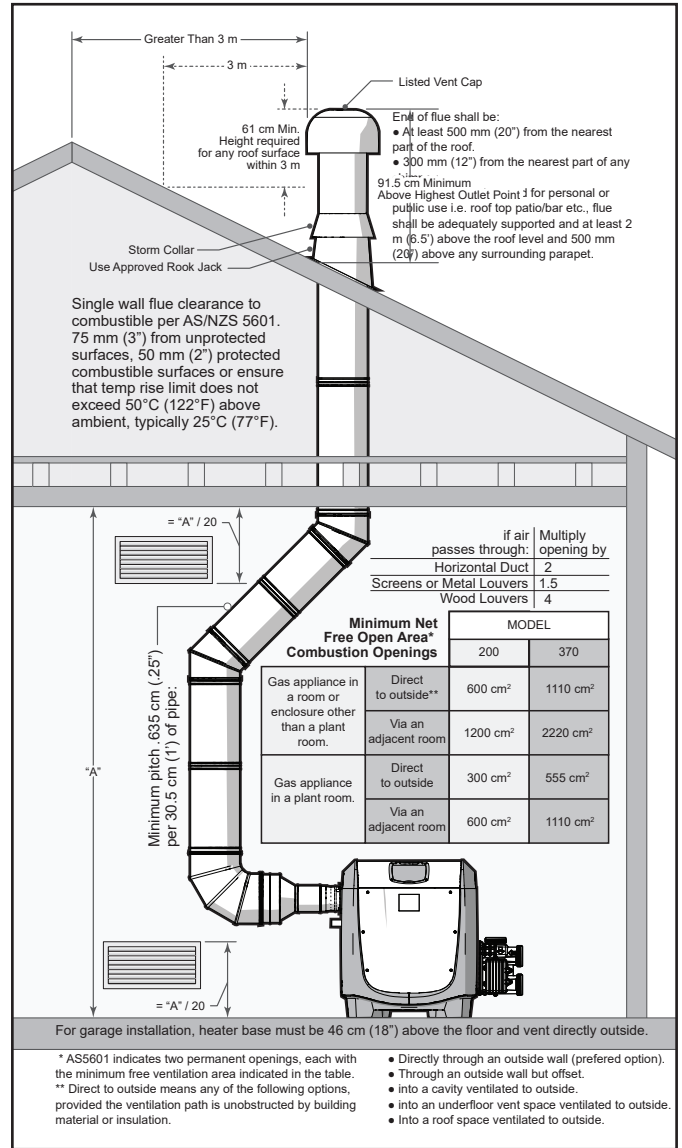 Greater Than 3 m
3 m
Listed Vent Cap
61 cm Min.
Height required
for any roof surface
within 3 m
End of flue shall be:
● At least 500 mm (20”) from the nearest
part of the roof.
● 300 mm (12”) from the nearest part of any
91.5 cm Minimum
Above Highest Outlet Point
for personal or
public use i.e. roof top patio/bar etc., flue
shall be adequately supported and at least 2
m (6.5’) above the roof level and 500 mm
(20”) above any surrounding parapet.
Storm Collar
Use Approved Rook Jack
Single wall flue clearance to
combustible per AS/NZS 5601.
75 mm (3”) from unprotected
surfaces, 50 mm (2”) protected
combustible surfaces or ensure
that temp rise limit does not
exceed 50°C (122°F) above
ambient, typically 25°C (77°F).
= “A” / 20
if air
passes through:
Multiply
opening by
Horizontal Duct 2
Screens or Metal Louvers 1.5
Wood Louvers 4
Minimum Net
Free Open Area*
Combustion Openings
MODEL
200 370
Gas appliance in
a room or
enclosure other
than a plant
room.
Direct
to outside**
600 cm² 1110 cm²
Via an
adjacent room
1200 cm² 2220 cm²
Gas appliance
in a plant room.
Direct
to outside
300 cm² 555 cm²
Via an
adjacent room
600 cm² 1110 cm²
Minimum pitch .635 cm (.25”)
per 30.5 cm (1’) of pipe:
“A”
= “A” / 20
For garage installation, heater base must be 46 cm (18”) above the floor and vent directly outside.
* AS5601 indicates two permanent openings, each with
the minimum free ventilation area indicated in the table.
** Direct to outside means any of the following options,
provided the ventilation path is unobstructed by building
material or insulation.
● Directly through an outside wall (prefered option).
● Through an outside wall but offset.
● into a cavity ventilated to outside.
● into an underfloor vent space ventilated to outside.
● Into a roof space ventilated to outside.